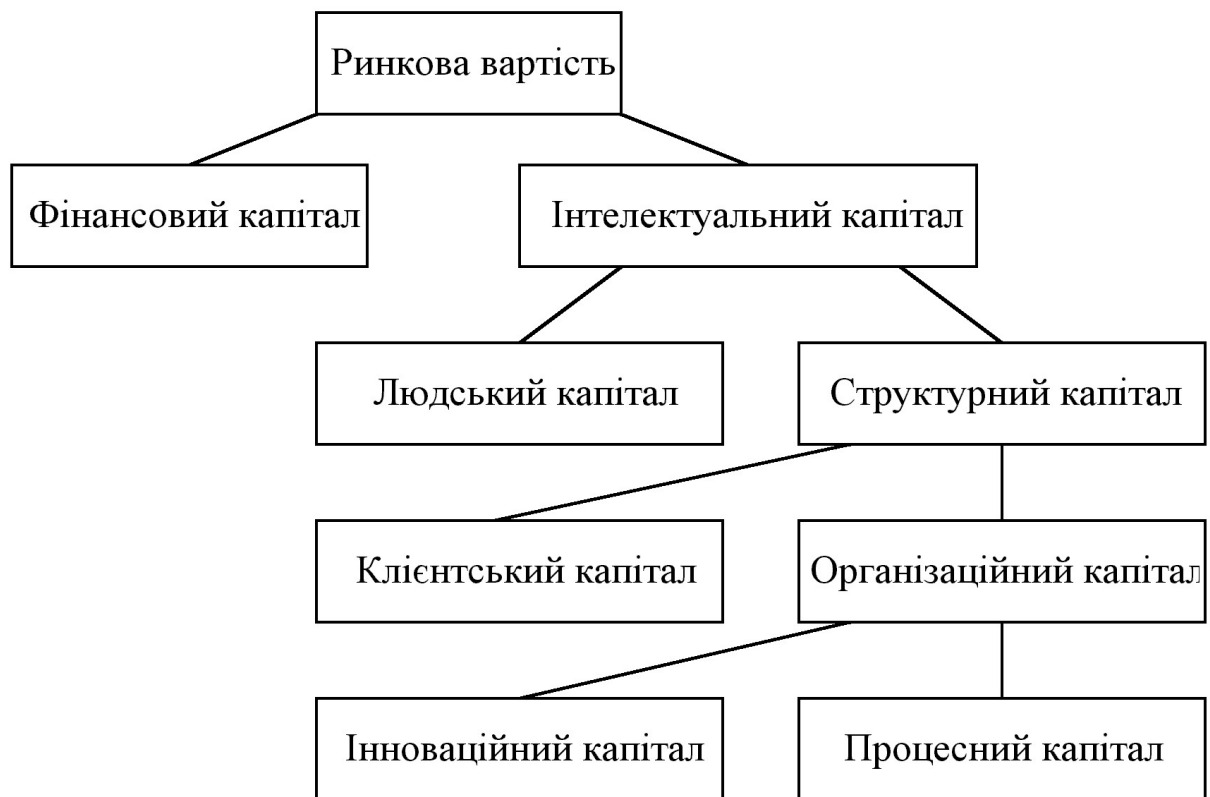 Ринкова вартість
Фінансовий капітал
Інтелектуальний капітал
Людський капітал
Структурний капітал
Клієнтський капітал
Організаційний капітал
Інноваційний капітал
Процесний капітал